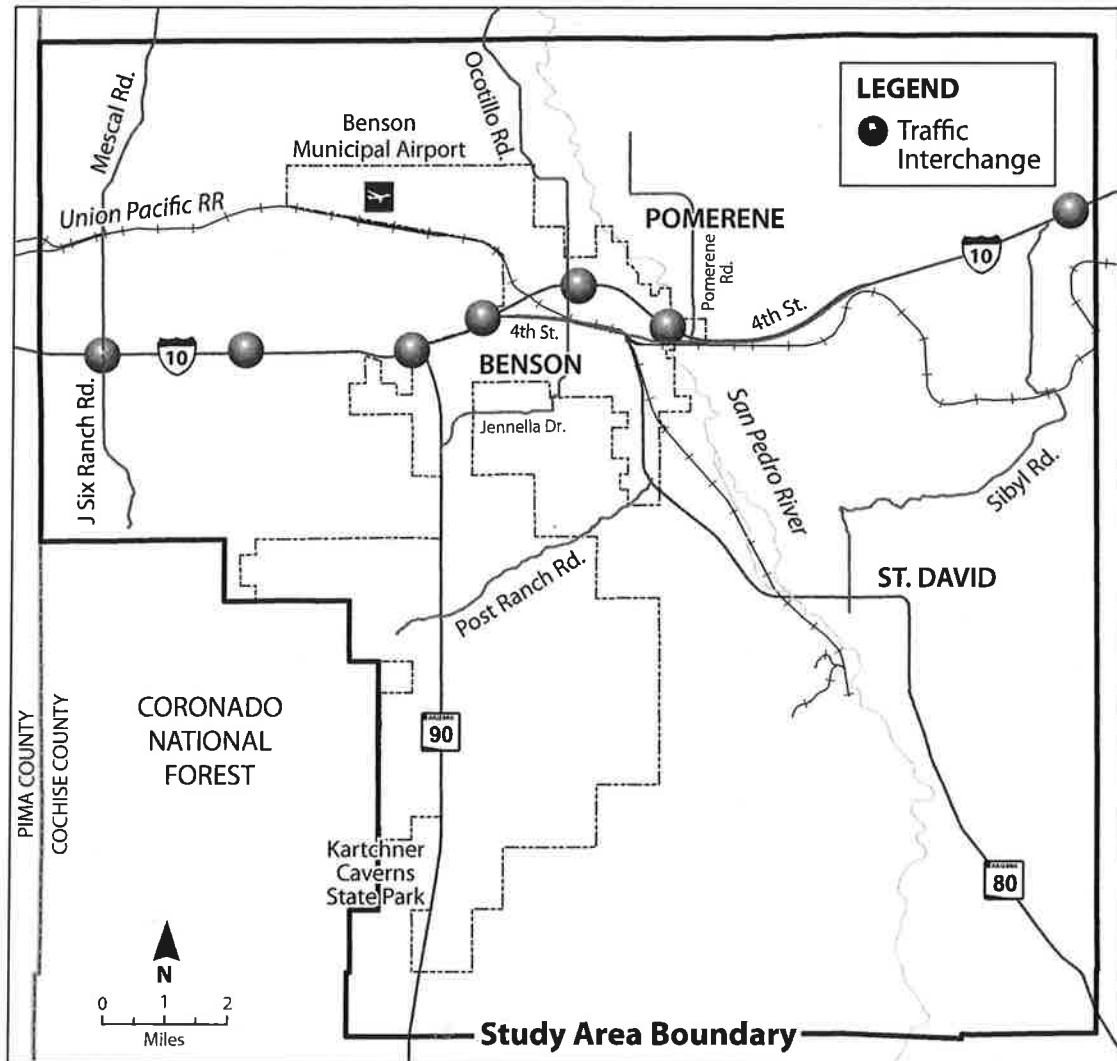 Mescal Rd.
Ocotillo Rd.
LEGEND
Traffic
Interchange
Benson
Municipal Airport
Union Pacific RR
POMERENE
Pomerene
Rd.
10
4th St.
4th St.
10
BENSON
J Six Ranch Rd.
Jennella Dr.
San Pedro River
Sibyl Rd.
Post Ranch Rd.
ST. DAVID
CORONADO
NATIONAL
FOREST
PIMA COUNTY
COCHISE COUNTY
ARIZONA
90
Kartchner
Caverns
State Park
ARIZONA
80
N
0 1 2
Miles
Study Area Boundary